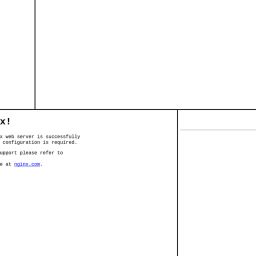 x!
x web server is successfully
configuration is required.
upport please refer to
e at nginx.com.